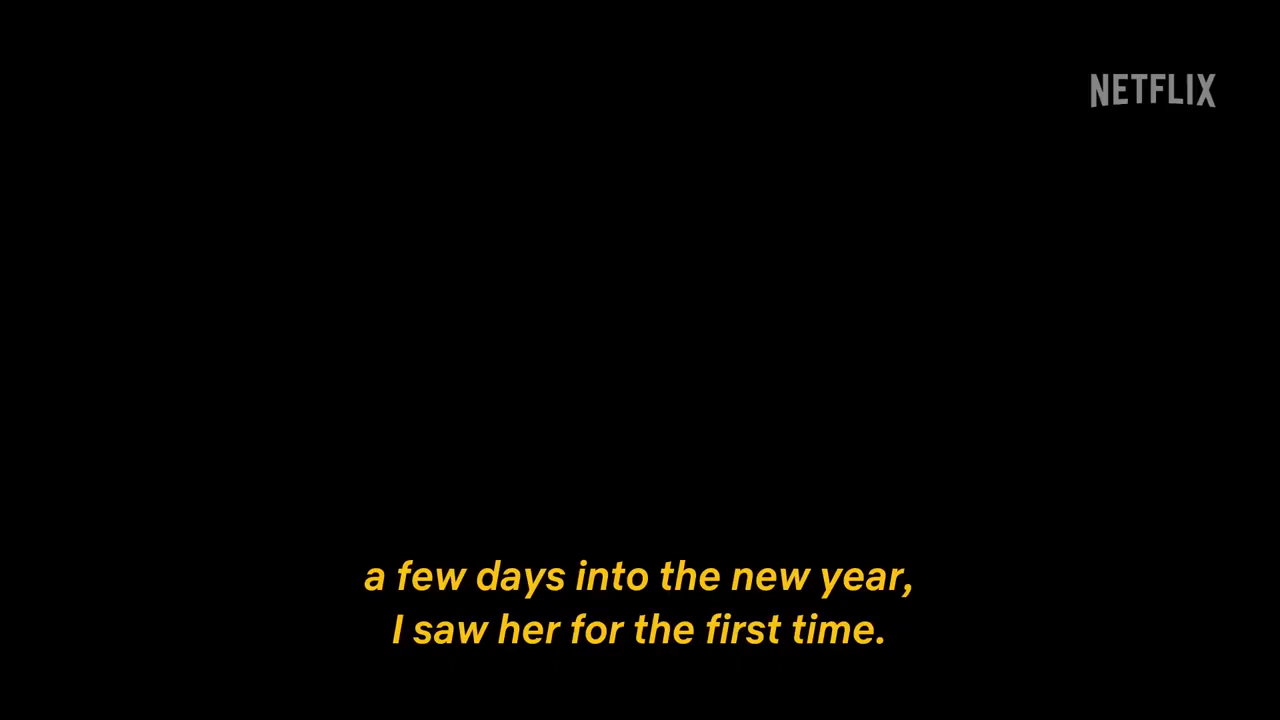 NETFLIX
a few days into the new year,
I saw her for the first time.